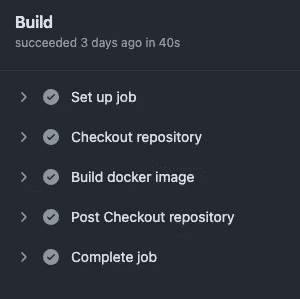 Build
succeeded 3 days ago in 40s
Set up job
Checkout repository
Build docker image
Post Checkout repository
Complete job